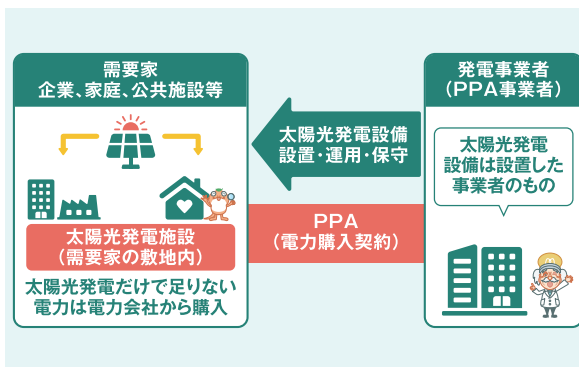 需要家
企業、家庭、公共施設等
太陽光発電施設
（需要家の敷地内）
太陽光発電だけで足りない
電力は電力会社から購入
太陽光発電設備
設置・運用・保守
PPA
（電力購入契約）
発電事業者
（PPA事業者）
太陽光発電
設備は設置した
事業者のもの